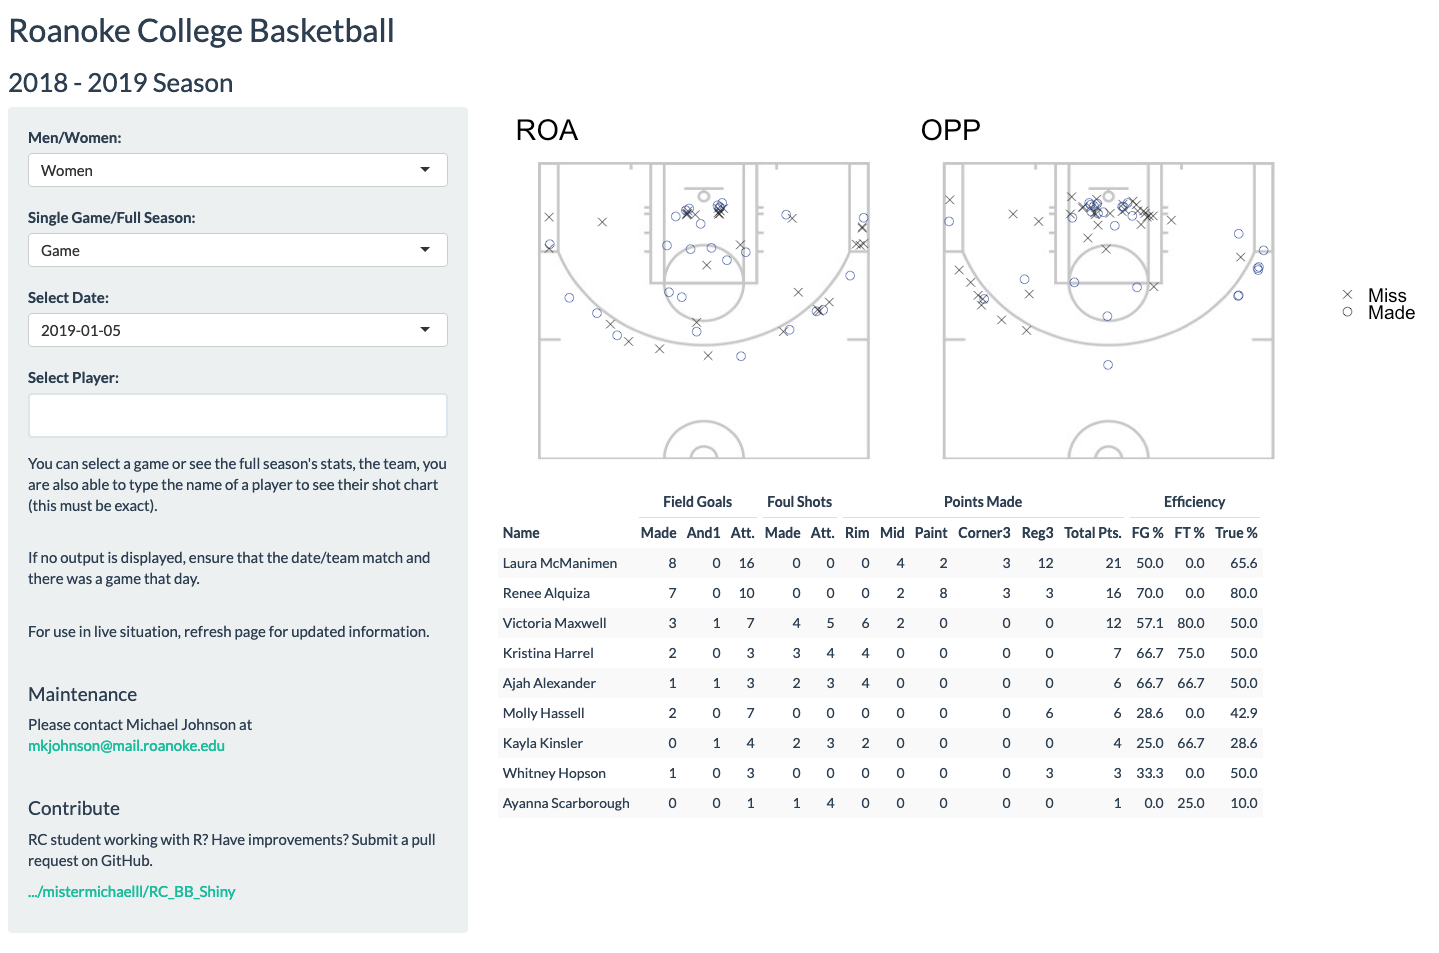 Roanoke College Basketball
2018 - 2019 Season
Men/Women:
Women
Single Game/Full Season:
Game
Select Date:
2019-01-05
Select Player:
You can select a game or see the full season's stats, the team, you
are also able to type the name of a player to see their shot chart
(this must be exact).
If no output is displayed, ensure that the date/team match and
there was a game that day.
For use in live situation, refresh page for updated information.
Maintenance
Please contact Michael Johnson at
mkjohnson@mail.roanoke.edu
Contribute
RC student working with R? Have improvements? Submit a pull
request on GitHub.
.../mistermichaelll/RC_BB_Shiny
ROA
OPP
Miss
Made
Field Goals Foul Shots Points Made Efficiency
Name Made And1 Att. Made Att. Rim Mid Paint Corner3 Reg3 Total Pts. FG % FT % True %
Laura McManimen 8 0 16 0 0 0 4 2 3 12 21 50.0 0.0 65.6
Renee Alquiza 7 0 10 0 0 0 2 8 3 3 16 70.0 0.0 80.0
Victoria Maxwell 3 1 7 4 5 6 2 0 0 0 12 57.1 80.0 50.0
Kristina Harrel 2 0 3 3 4 4 0 0 0 0 7 66.7 75.0 50.0
Ajah Alexander 1 1 3 2 3 4 0 0 0 0 6 66.7 66.7 50.0
Molly Hassell 2 0 7 0 0 0 0 0 0 6 6 28.6 0.0 42.9
Kayla Kinsler 0 1 4 2 3 2 0 0 0 0 4 25.0 66.7 28.6
Whitney Hopson 1 0 3 0 0 0 0 0 0 3 3 33.3 0.0 50.0
Ayanna Scarborough 0 0 1 1 4 0 0 0 0 0 1 0.0 25.0 10.0